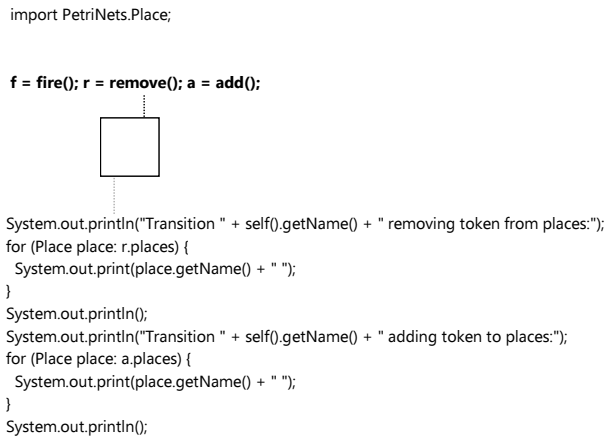 import PetriNets.Place;
f = fire(); r = remove(); a = add();
System.out.println("Transition " + self().getName() + " removing token from places:");
for (Place place: r.places) {
System.out.print(place.getName() + " ");
}
System.out.println();
System.out.println("Transition " + self().getName() + " adding token to places:");
for (Place place: a.places) {
System.out.print(place.getName() + " ");
}
System.out.println();